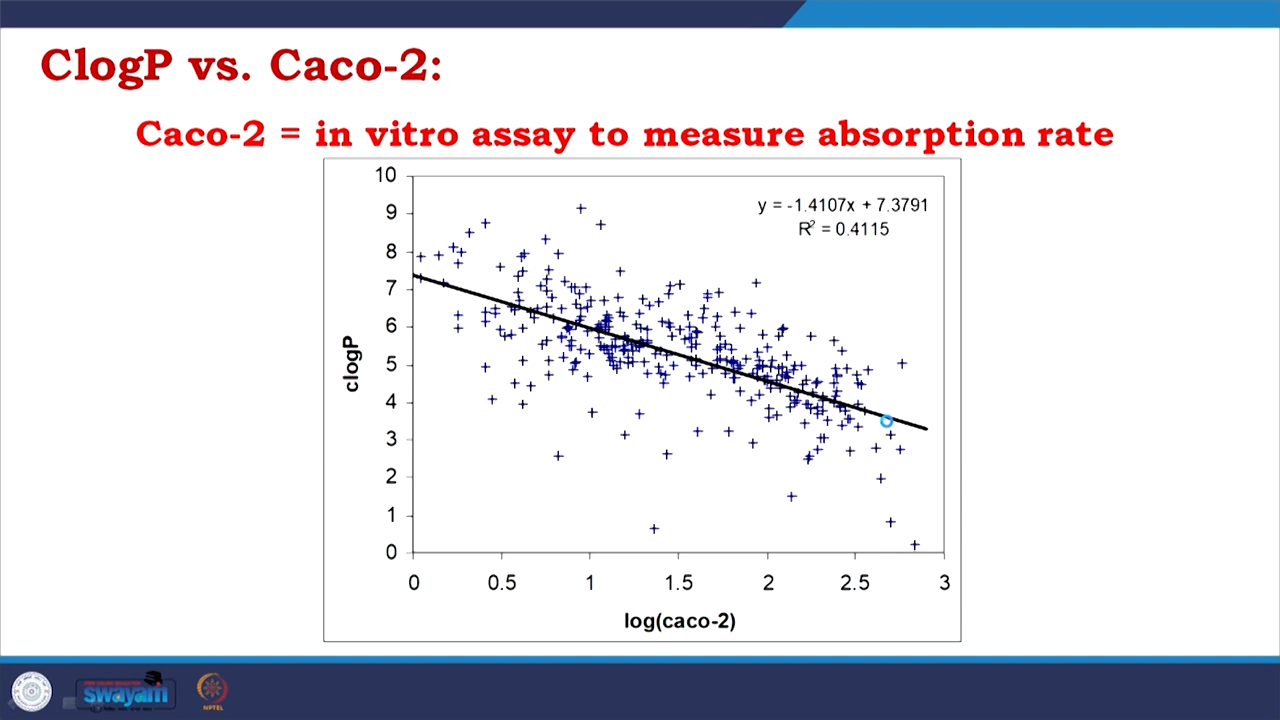 ClogP vs. Caco-2:
Caco-2 = in vitro assay to measure absorption rate
10
9
8
7
6
5
4
3
2
1
0
clogP
y = -1.4107x + 7.3791
R² = 0.4115
0 0.5 1 1.5 2 2.5 3
log(caco-2)
swayam
NPTEL